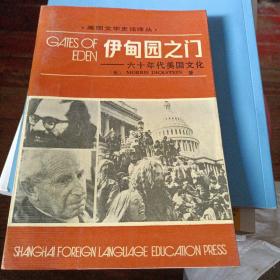 ·美国文学史论译丛·
GATES OF
EDEN
伊甸园之门
——六十年代美国文化
美] MORRIS DICKSTEIN 著
SHANGHAI FOREIGN LANGUAGE EDUCATION PRESS